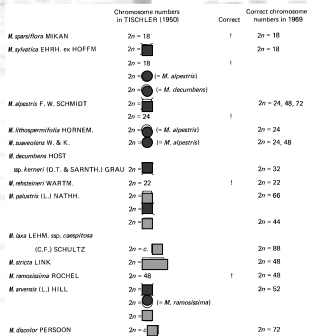 Chromosome numbers
in TISCHLER (1950)
Correct
Correct chromosome
numbers in 1969
M. sparsiflora MIKAN 2n = 18 ! 2n = 18
M. sylvatica EHRH. ex HOFFM 2n = 2n = 18
2n = 18 !
2n = (= M. alpestris)
2n = (= M. decumbens)
M. alpestris F. W. SCHMIDT 2n = 2n = 24, 48, 72
2n = 24 !
M. lithospermifolia HORNEM. 2n = (= M. alpestris) 2n = 24
M. suaveolens W. & K. 2n = (= M. alpestris) 2n = 24, 48
M. decumbens HOST
ssp. kerneri (D.T. & SARNTH.) GRAU 2n = 2n = 32
M. rehsteineri WARTM. 2n = 22 ! 2n = 22
M. palustris (L.) NATHH. 2n = 2n = 66
2n =
2n = 2n = 44
M. laxa LEHM. ssp. caespitosa
(C.F.) SCHULTZ 2n = c. 2n = 88
M. stricta LINK 2n = 2n = 48
M. ramosissima ROCHEL 2n = 48 ! 2n = 48
M. arvensis (L.) HILL 2n = 2n = 52
2n = (= M. ramosissima)
2n =
M. discolor PERSOON 2n = c. 2n = 72